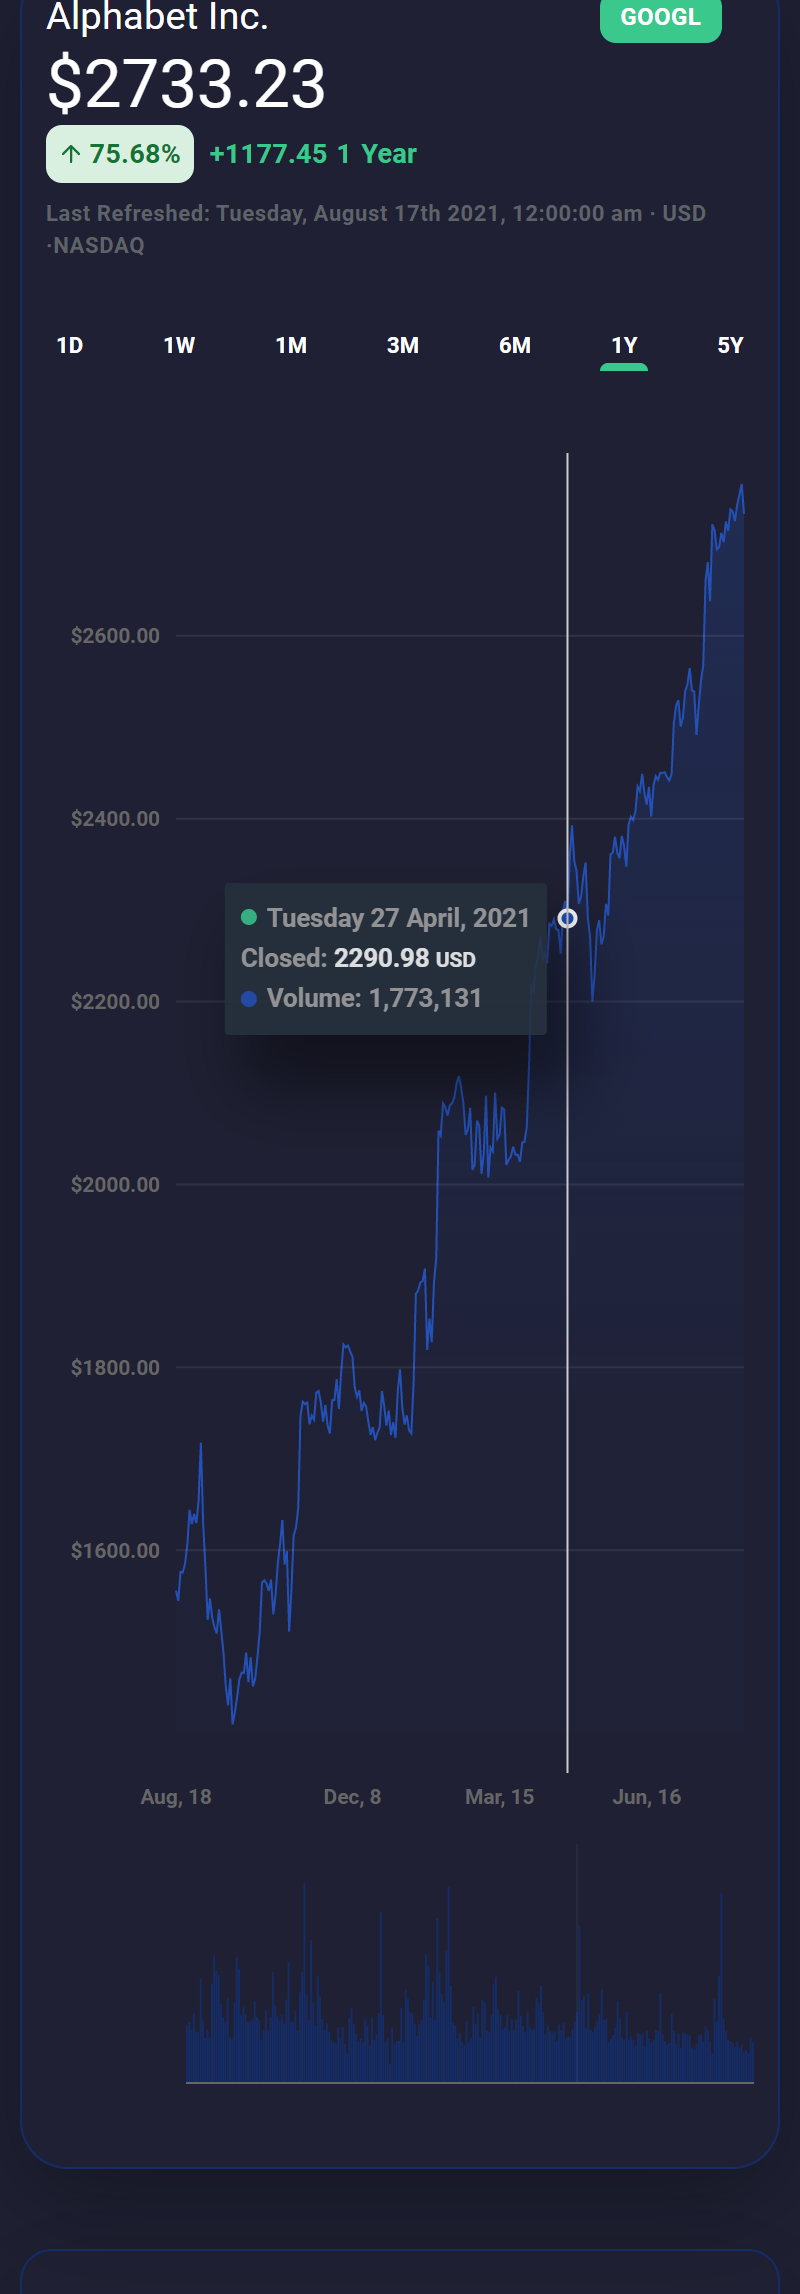 Alphabet Inc. GOOGL
$2733.23
↑ 75.68% +1177.45 1 Year
Last Refreshed: Tuesday, August 17th 2021, 12:00:00 am · USD
·NASDAQ
1D 1W 1M 3M 6M 1Y 5Y
$2600.00
$2400.00
Tuesday 27 April, 2021
Closed: 2290.98 USD
Volume: 1,773,131
$2200.00
$2000.00
$1800.00
$1600.00
Aug, 18 Dec, 8 Mar, 15 Jun, 16